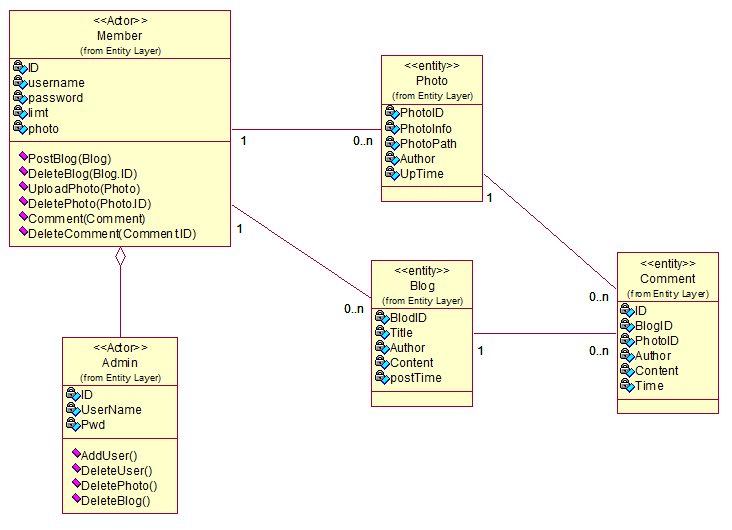 <<Actor>>
Member
(from Entity Layer)
ID
username
password
limt
photo
PostBlog(Blog)
DeleteBlog(Blog.ID)
UploadPhoto(Photo)
DeletePhoto(Photo.ID)
Comment(Comment)
DeleteComment(Comment.ID)
<<entity>>
Photo
(from Entity Layer)
PhotoID
PhotoInfo
PhotoPath
Author
UpTime
1
0..n
1
0..n
1
0..n
<<entity>>
Blog
(from Entity Layer)
BlodID
Title
Author
Content
postTime
1
0..n
<<entity>>
Comment
(from Entity Layer)
ID
BlogID
PhotoID
Author
Content
Time
<<Actor>>
Admin
(from Entity Layer)
ID
UserName
Pwd
AddUser()
DeleteUser()
DeletePhoto()
DeleteBlog()